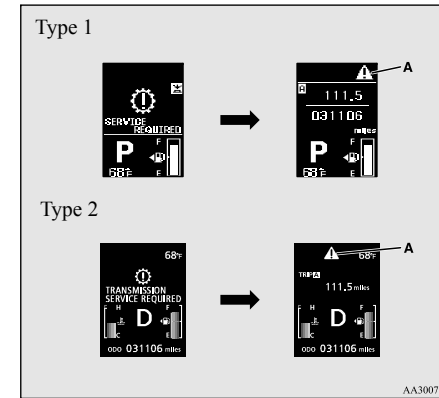 Type 1
A
SERVICE
REQUIRED
P
F
E
68°F
A
111.5
031106
miles
P
F
E
68°F
A
Type 2
68°F
TRANSMISSION
SERVICE REQUIRED
H
C
D
F
E
ODO 031106 miles
A
68°F
TRIP A
111.5 miles
H
C
D
F
E
ODO 031106 miles
AA3007